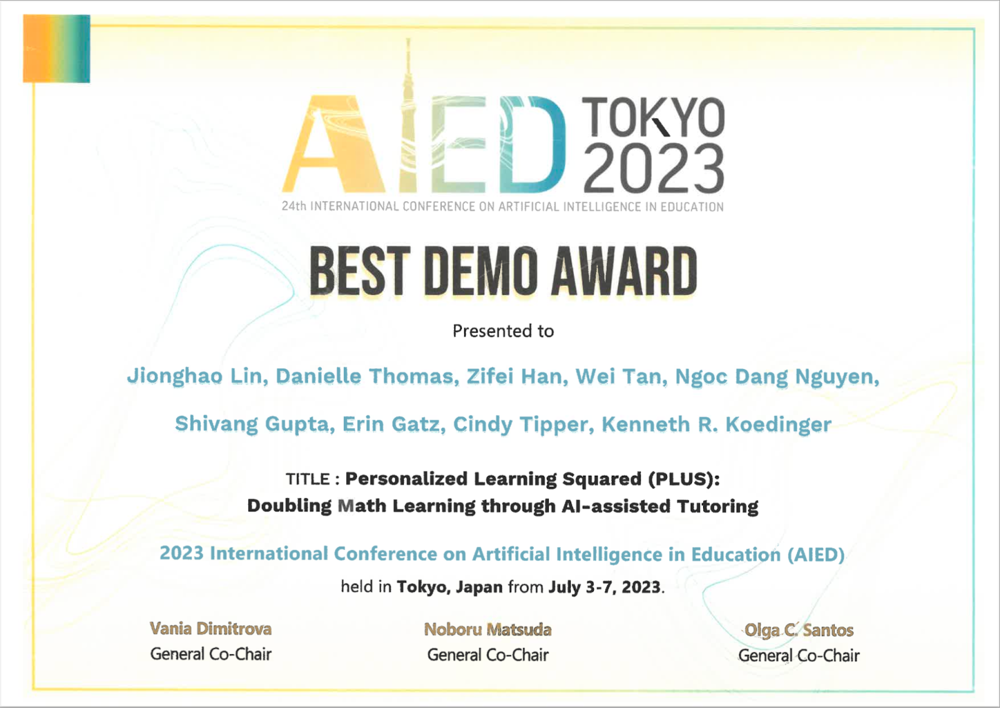 AIED TOKYO
2023
24th INTERNATIONAL CONFERENCE ON ARTIFICIAL INTELLIGENCE IN EDUCATION
BEST DEMO AWARD
Presented to
Jionghao Lin, Danielle Thomas, Zifei Han, Wei Tan, Ngoc Dang Nguyen,
Shivang Gupta, Erin Gatz, Cindy Tipper, Kenneth R. Koedinger
TITLE : Personalized Learning Squared (PLUS):
Doubling Math Learning through AI-assisted Tutoring
2023 International Conference on Artificial Intelligence in Education (AIED)
held in Tokyo, Japan from July 3-7, 2023.
Vania Dimitrova
General Co-Chair
Noboru Matsuda
General Co-Chair
Olga C. Santos
General Co-Chair